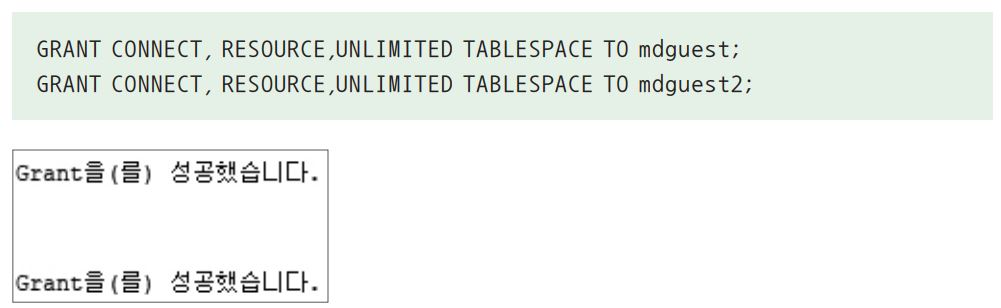 GRANT CONNECT, RESOURCE,UNLIMITED TABLESPACE TO mdguest;
GRANT CONNECT, RESOURCE,UNLIMITED TABLESPACE TO mdguest2;
Grant을(를) 성공했습니다.
Grant을(를) 성공했습니다.